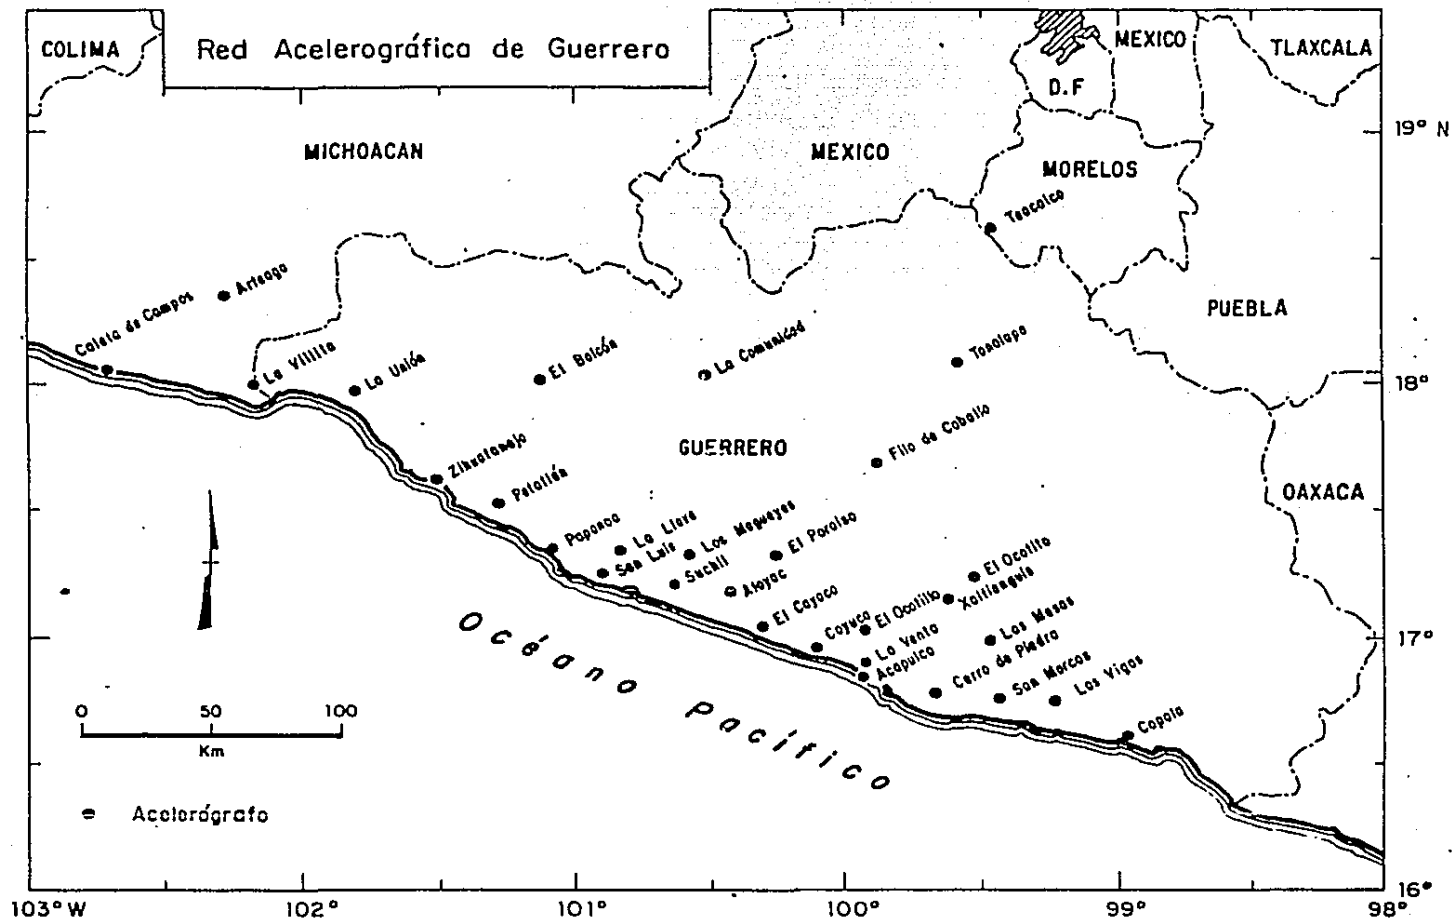 COLIMA
Red Acelerográfica de Guerrero
MEXICO
TLAXCALA
D.F
19° N
MICHOACAN
MEXICO
MORELOS
Teacalco
Arteaga
Caleta de Campos
PUEBLA
La Villita
La Unión
El Balcón
La Comunidad
Tonalapa
18°
Filo de Caballo
GUERRERO
Zihuatanejo
Petatlán
OAXACA
Papanoa
La Llave
San Luis
Los Magueyes
Suchil
El Paraíso
Atoyac
El Cayaco
Coyuca
El Ocotillo
El Ocotito
Xaltianguis
17°
La Venta
Acapulco
Las Mesas
Cerro de Piedra
San Marcos
Las Vigas
Copala
Océano Pacífico
0 50 100
Km
Acelerógrafo
16°
103° W 102° 101° 100° 99° 98°